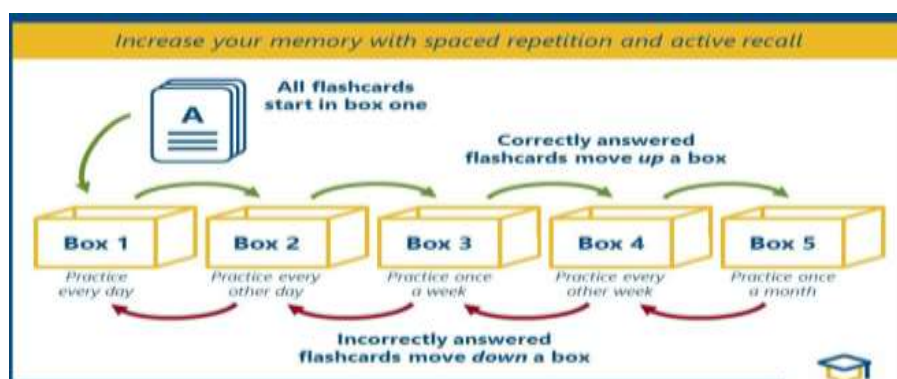 Increase your memory with spaced repetition and active recall
All flashcards
start in box one
A
Correctly answered
flashcards move up a box
Box 1
Box 2
Box 3
Box 4
Box 5
Practice
every day
Practice every
other day
Practice once
a week
Practice every
other week
Practice once
a month
Incorrectly answered
flashcards move down a box